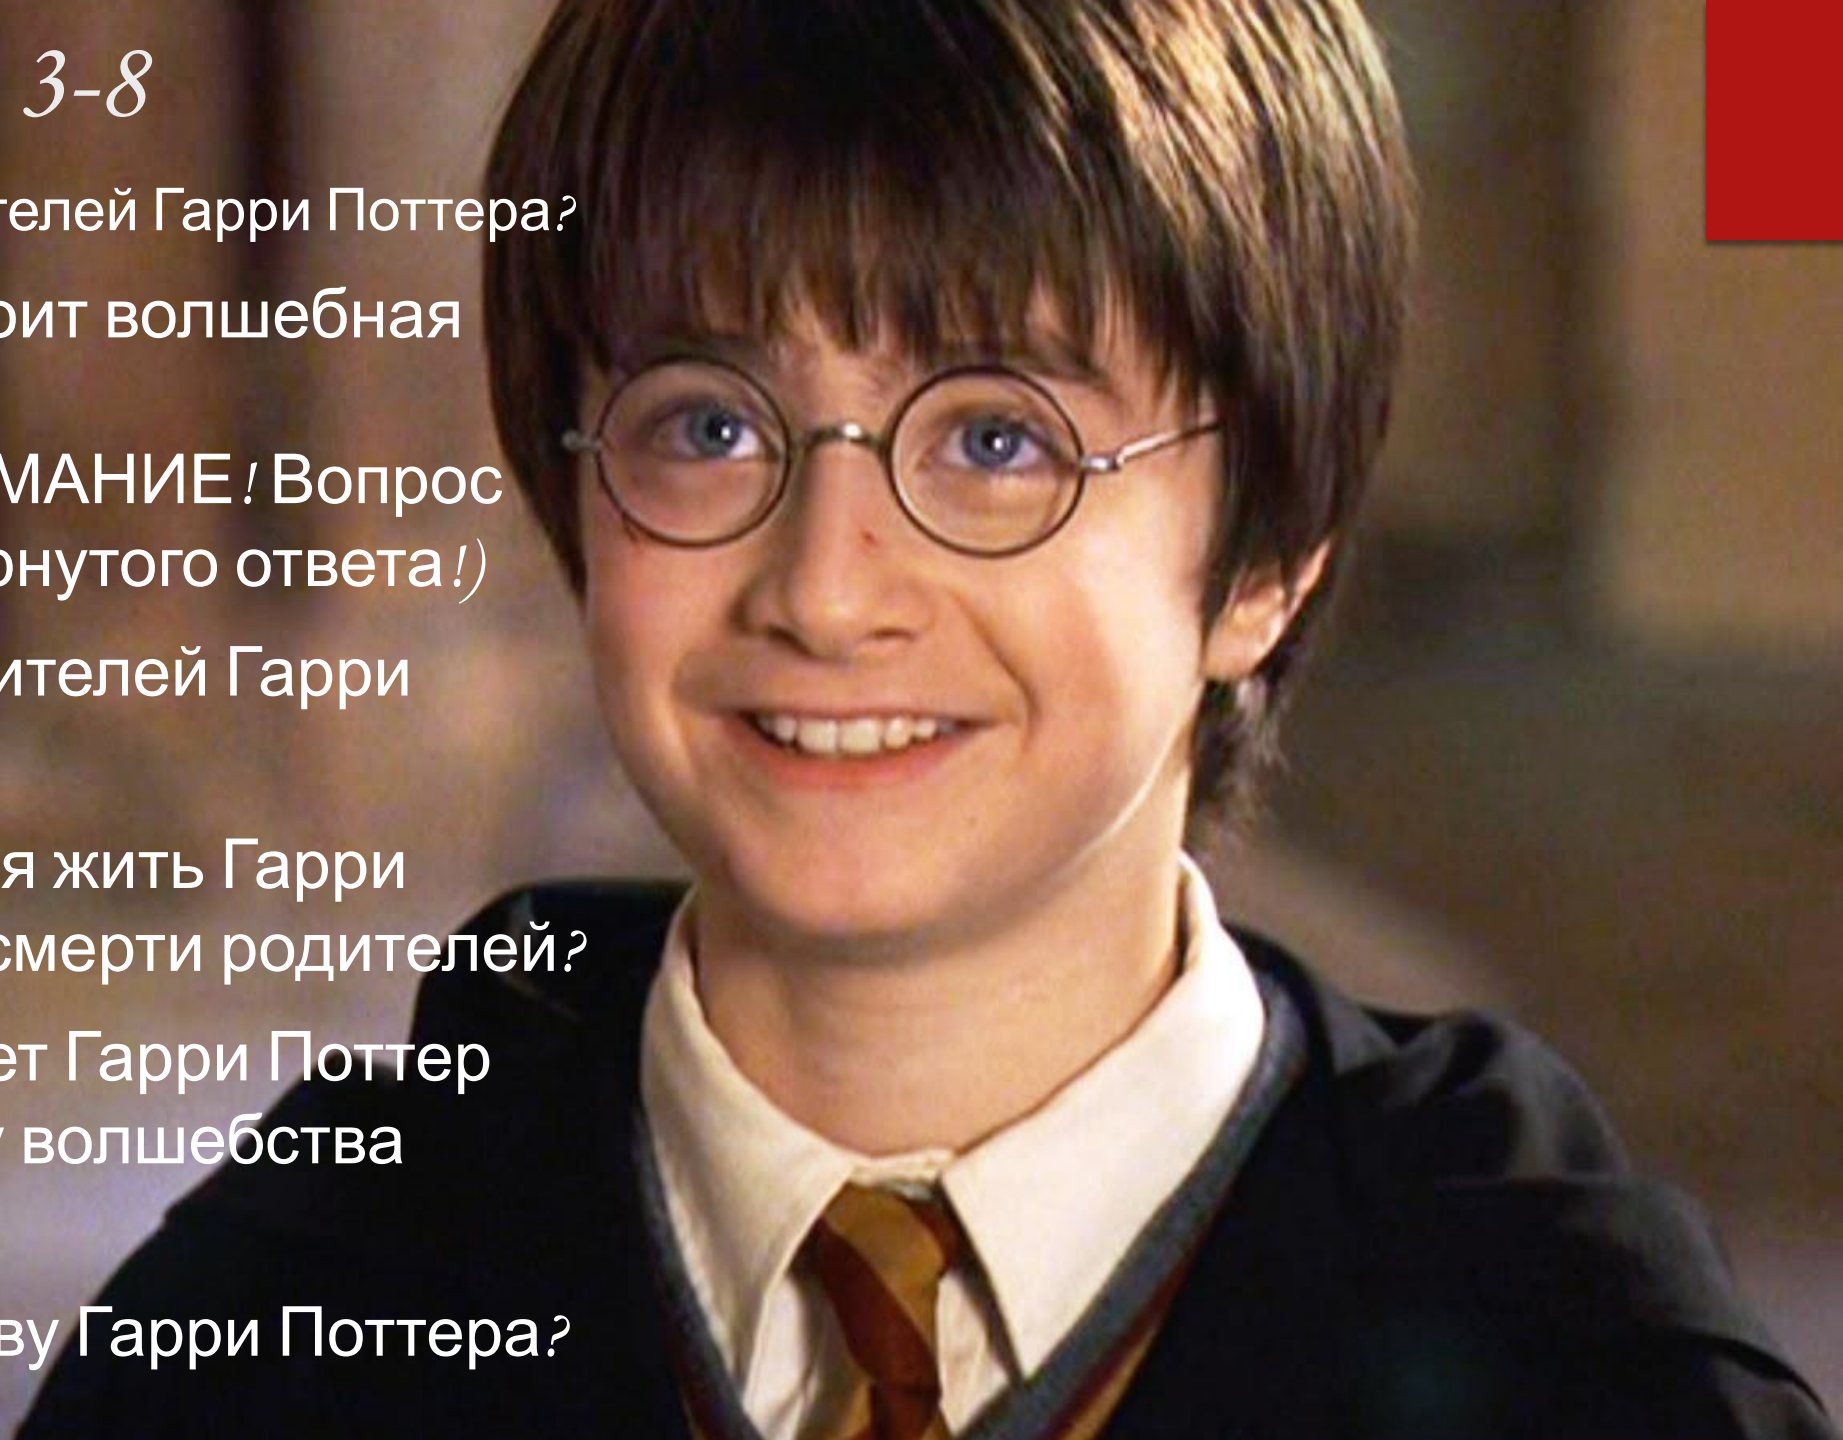 3-8
телей Гарри Поттера?
оит волшебная
МАНИЕ! Вопрос
онутого ответа!)
ителей Гарри
я жить Гарри
смерти родителей?
ет Гарри Поттер
у волшебства
ву Гарри Поттера?